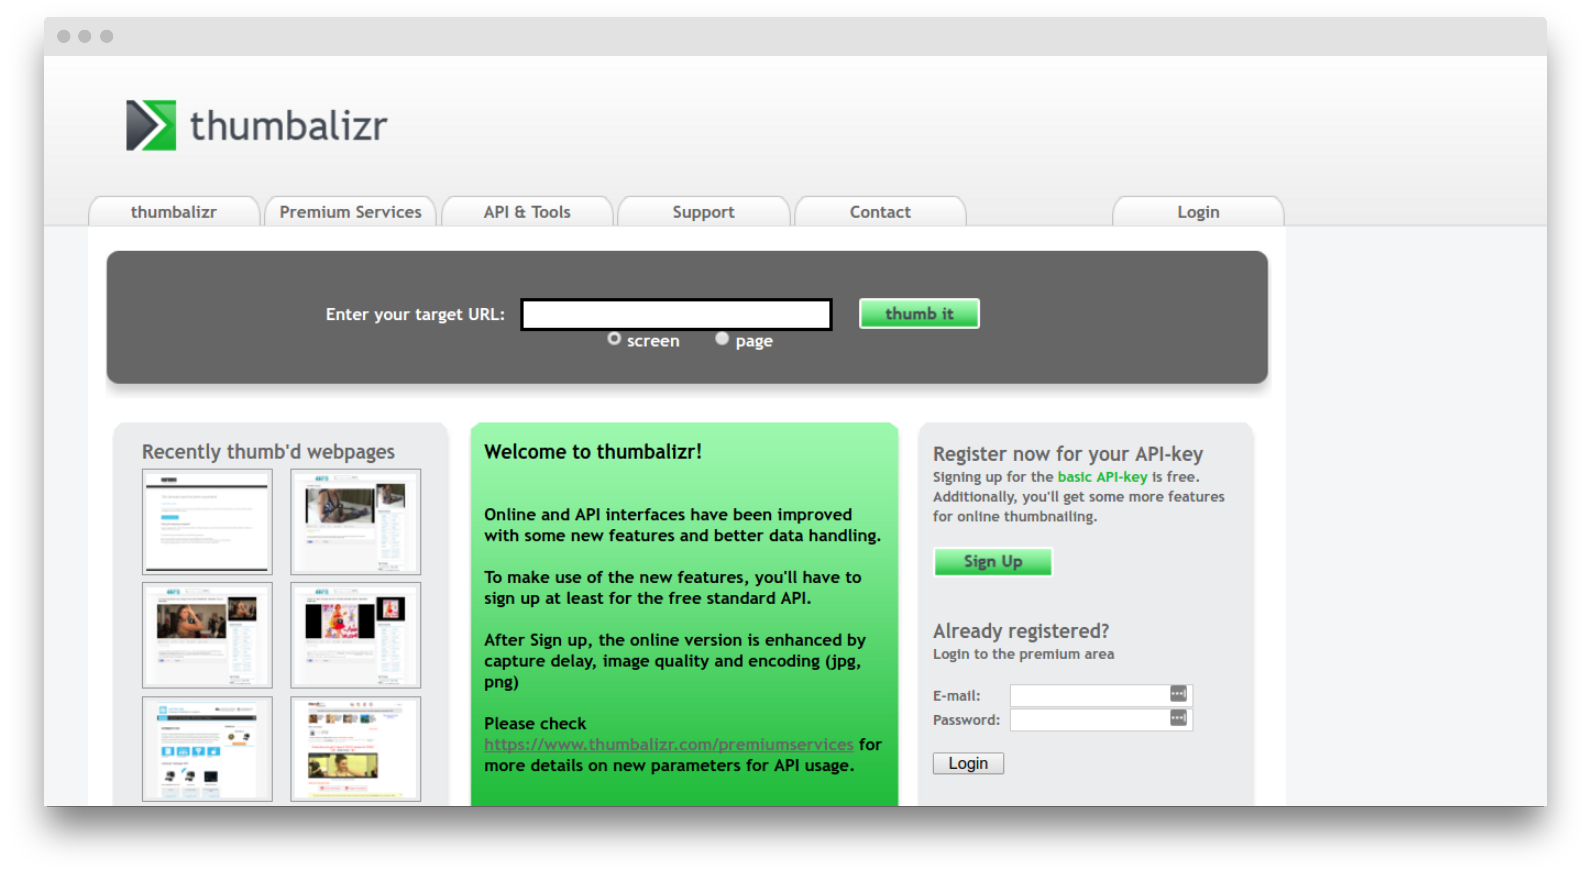 thumbalizr
thumbalizr
Premium Services
API & Tools
Support
Contact
Login
Enter your target URL:
thumb it
screen
page
Recently thumb'd webpages
Welcome to thumbalizr!
Online and API interfaces have been improved
with some new features and better data handling.
To make use of the new features, you'll have to
sign up at least for the free standard API.
After Sign up, the online version is enhanced by
capture delay, image quality and encoding (jpg,
png)
Please check
https://www.thumbalizr.com/premiumservices for
more details on new parameters for API usage.
Register now for your API-key
Signing up for the basic API-key is free.
Additionally, you'll get some more features
for online thumbnailing.
Sign Up
Already registered?
Login to the premium area
E-mail:
Password:
Login